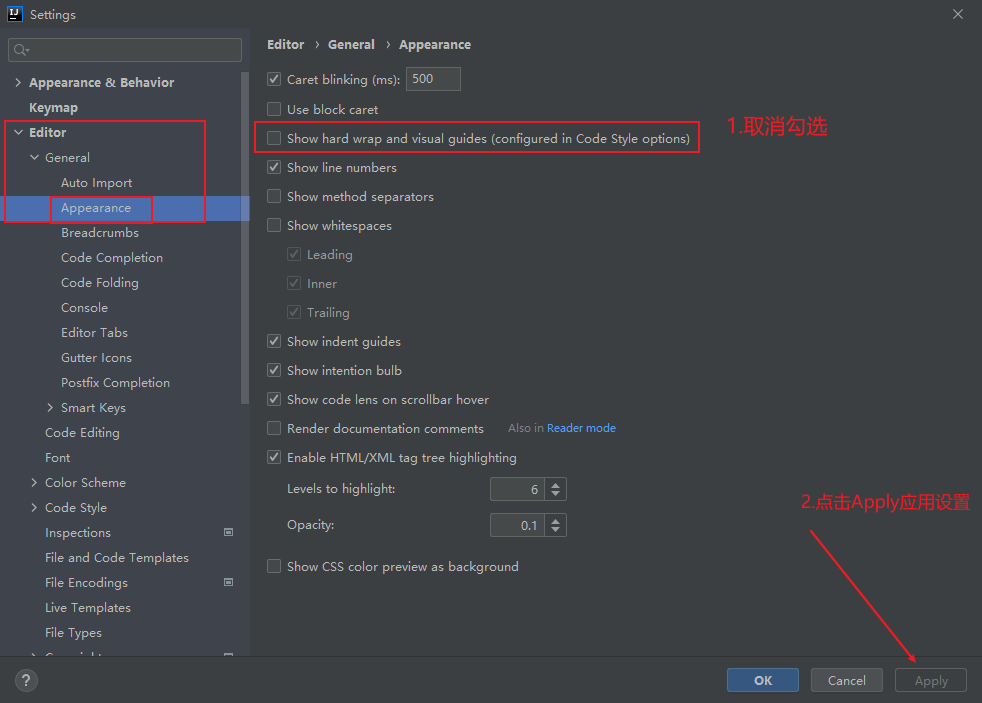 Settings
Editor › General › Appearance
Appearance & Behavior
Keymap
Editor
General
Auto Import
Appearance
Breadcrumbs
Code Completion
Code Folding
Console
Editor Tabs
Gutter Icons
Postfix Completion
Smart Keys
Code Editing
Font
Color Scheme
Code Style
Inspections
File and Code Templates
File Encodings
Live Templates
File Types
Caret blinking (ms): 500
Use block caret
Show hard wrap and visual guides (configured in Code Style options)
1.取消勾选
Show line numbers
Show method separators
Show whitespaces
Leading
Inner
Trailing
Show indent guides
Show intention bulb
Show code lens on scrollbar hover
Render documentation comments Also in Reader mode
Enable HTML/XML tag tree highlighting
Levels to highlight: 6
Opacity: 0.1
Show CSS color preview as background
2.点击Apply应用设置
? OK Cancel Apply